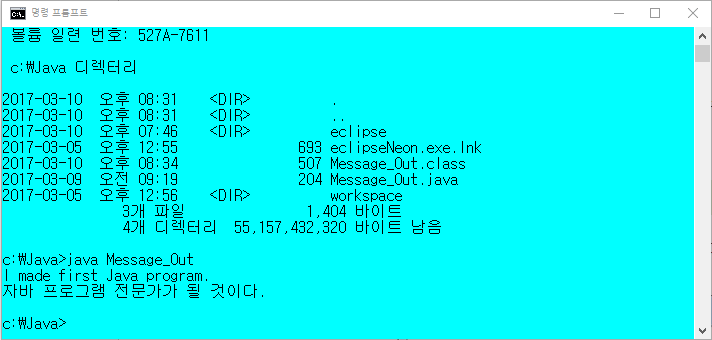 명령 프롬프트
볼륨 일련 번호: 527A-7611
c:\Java 디렉터리
2017-03-10 오후 08:31 <DIR> .
2017-03-10 오후 08:31 <DIR> ..
2017-03-10 오후 07:46 <DIR> eclipse
2017-03-05 오후 12:55 693 eclipseNeon.exe.lnk
2017-03-10 오후 08:34 507 Message_Out.class
2017-03-09 오전 09:19 204 Message_Out.java
2017-03-05 오후 12:56 <DIR> workspace
3개 파일 1,404 바이트
4개 디렉터리 55,157,432,320 바이트 남음
c:\Java>java Message_Out
I made first Java program.
자바 프로그램 전문가가 될 것이다.
c:\Java>